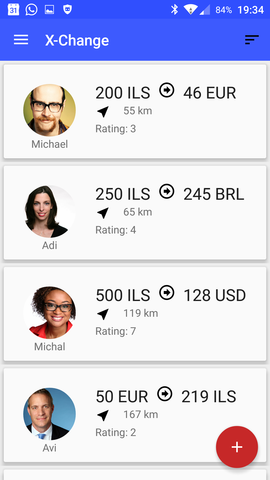 31 84% 19:34
X-Change
200 ILS 46 EUR
55 km
Rating: 3
Michael
250 ILS 245 BRL
65 km
Rating: 4
Adi
500 ILS 128 USD
119 km
Rating: 7
Michal
50 EUR 219 ILS
167 km
Rating: 2
Avi
+